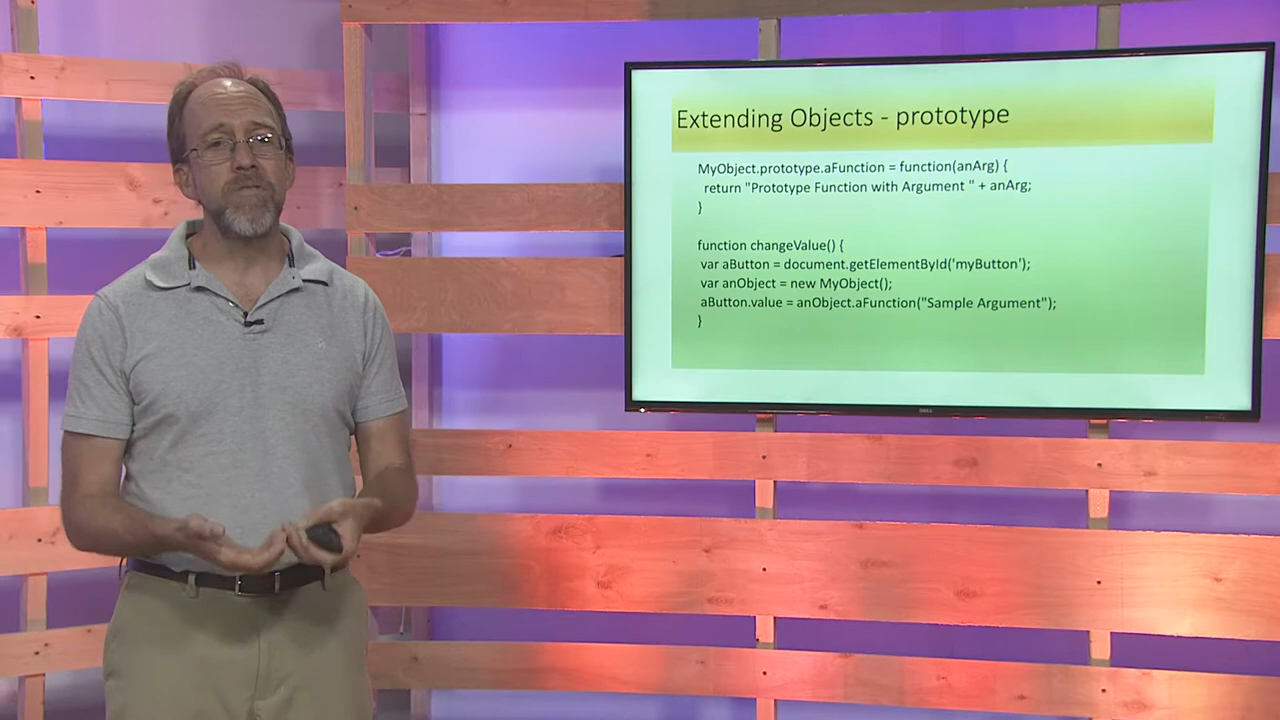 Extending Objects - prototype
MyObject.prototype.aFunction = function(anArg) {
return "Prototype Function with Argument " + anArg;
}
function changeValue() {
var aButton = document.getElementById('myButton');
var anObject = new MyObject();
aButton.value = anObject.aFunction("Sample Argument");
}
DELL